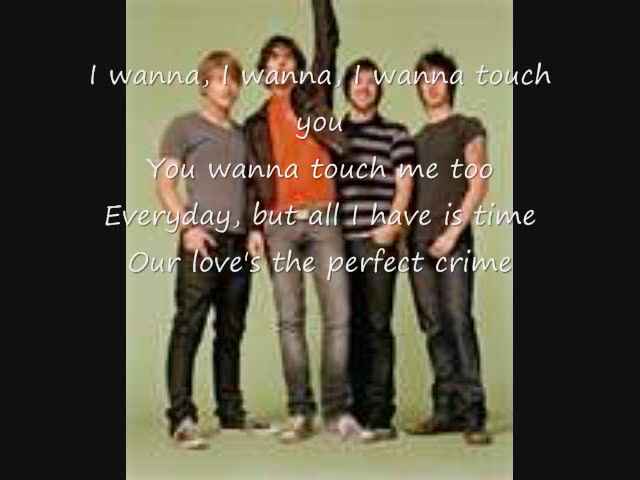 I wanna, I wanna, I wanna touch
you
You wanna touch me too
Everyday, but all I have is time
Our love's the perfect crime